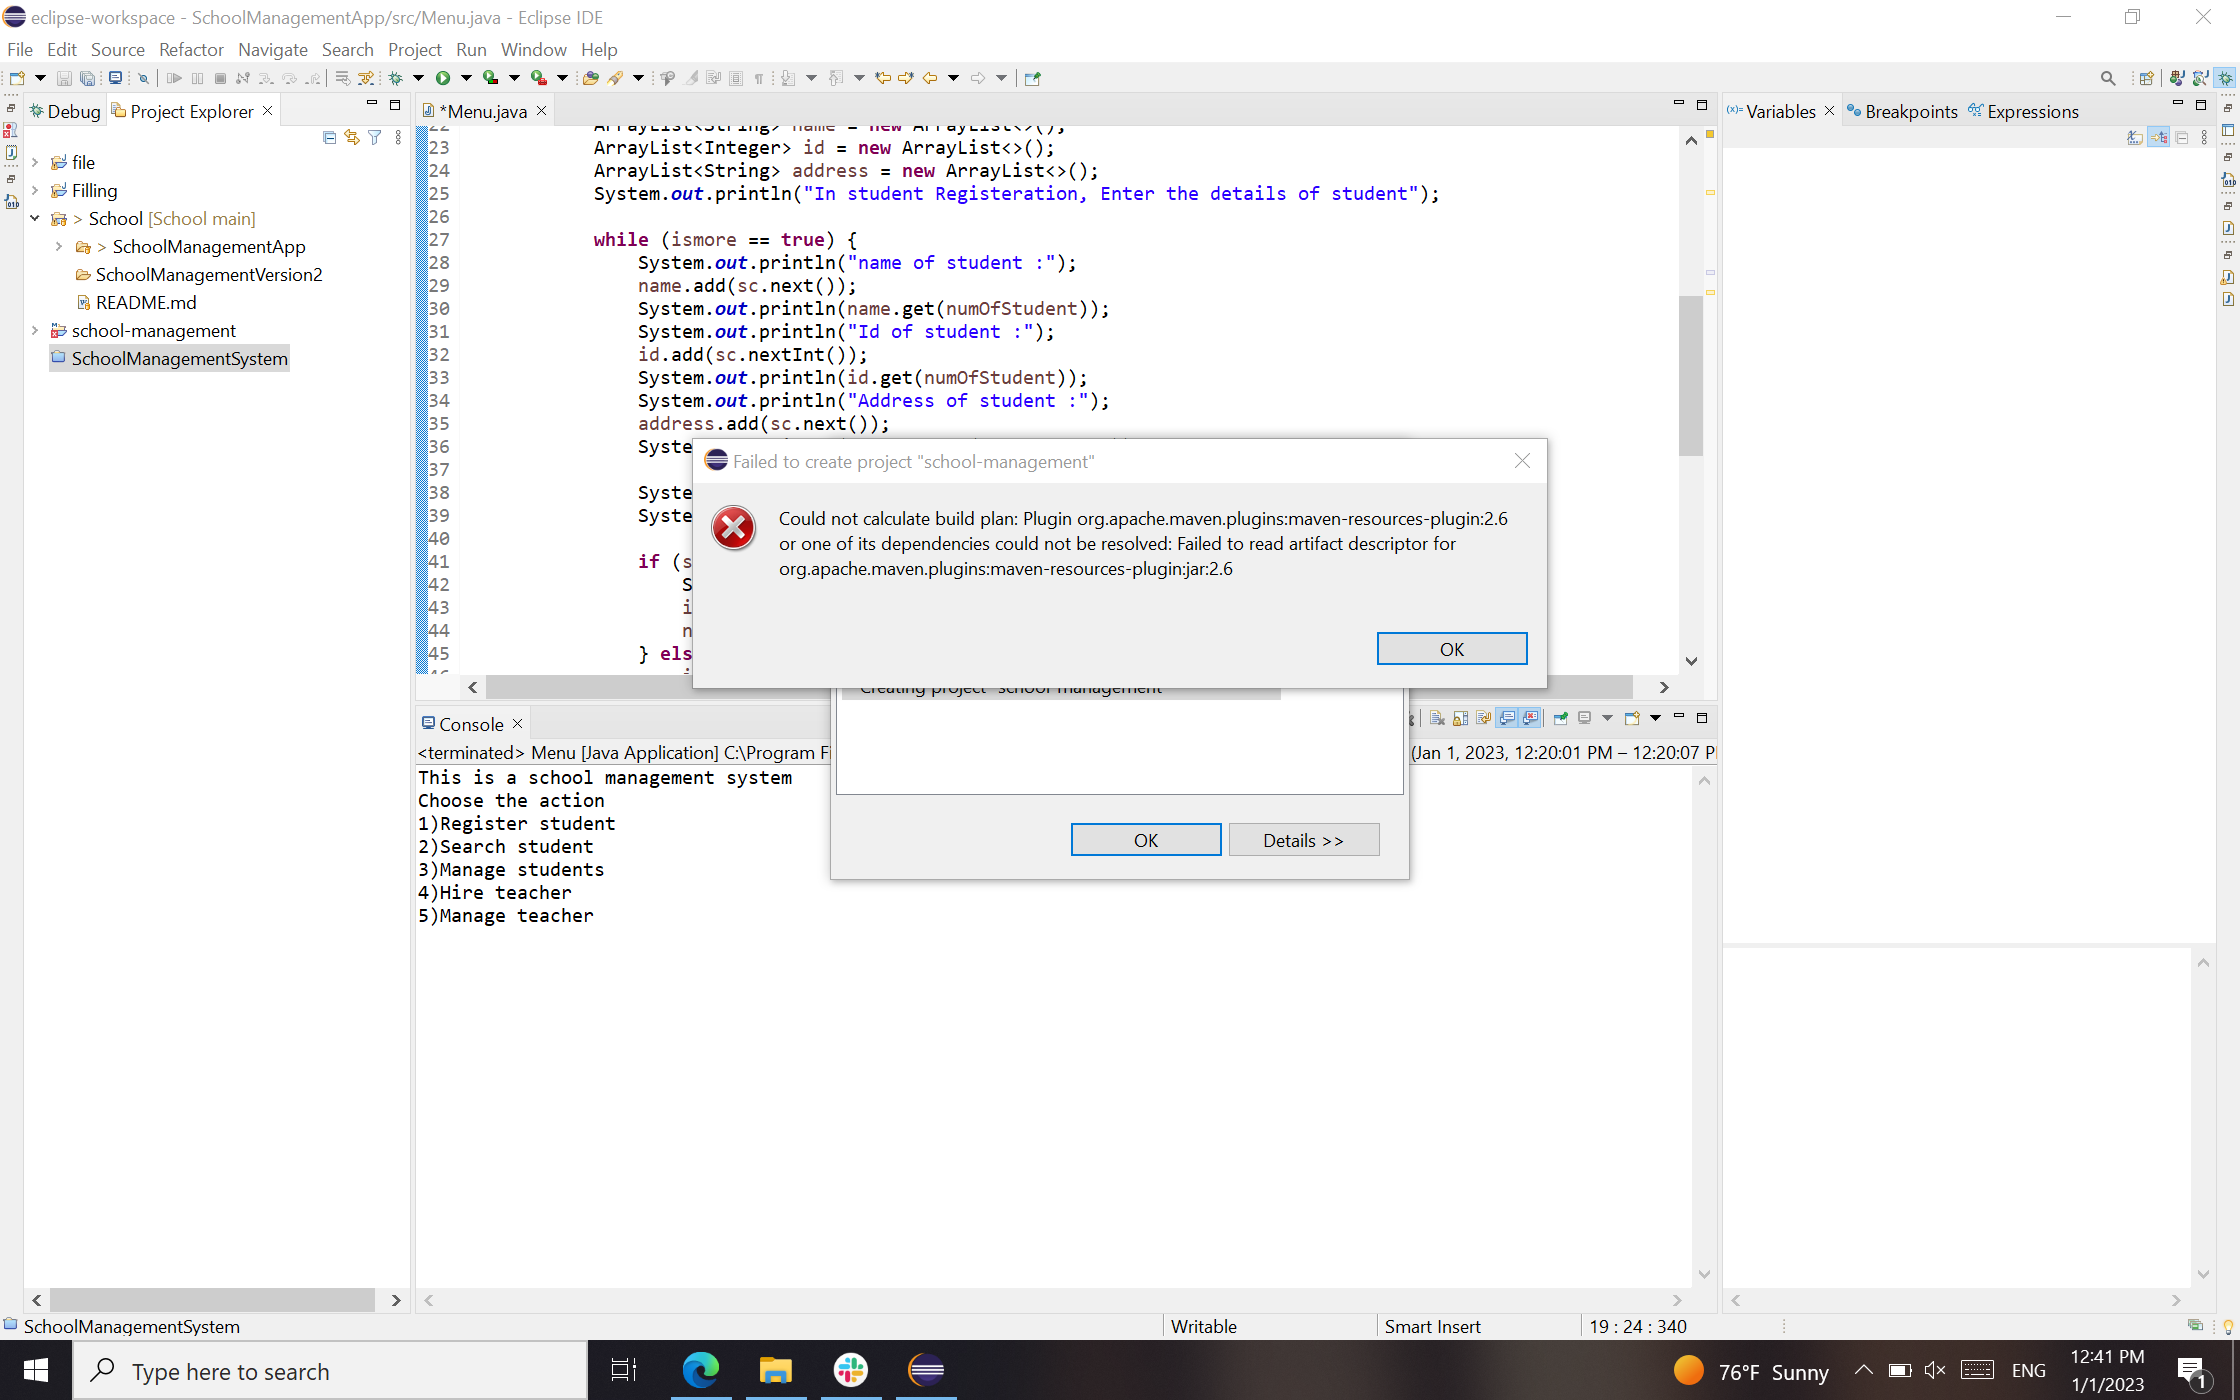 eclipse-workspace - SchoolManagementApp/src/Menu.java - Eclipse IDE
File Edit Source Refactor Navigate Search Project Run Window Help
Debug Project Explorer
file
Filling
> School [School main]
> SchoolManagementApp
SchoolManagementVersion2
README.md
school-management
SchoolManagementSystem
*Menu.java
22 ArrayList<String> name = new ArrayList<>();
23 ArrayList<Integer> id = new ArrayList<>();
24 ArrayList<String> address = new ArrayList<>();
25 System.out.println("In student Registeration, Enter the details of student");
26
27 while (ismore == true) {
28 System.out.println("name of student :");
29 name.add(sc.next());
30 System.out.println(name.get(numOfStudent));
31 System.out.println("Id of student :");
32 id.add(sc.nextInt());
33 System.out.println(id.get(numOfStudent));
34 System.out.println("Address of student :");
35 address.add(sc.next());
36 Syste
37
38 Syste
39 Syste
40
41 if (s
42 S
43 i
44 n
45 } els
Failed to create project "school-management"
Could not calculate build plan: Plugin org.apache.maven.plugins:maven-resources-plugin:2.6
or one of its dependencies could not be resolved: Failed to read artifact descriptor for
org.apache.maven.plugins:maven-resources-plugin:jar:2.6
OK
Creating project "school-management"
OK Details >>
Console
<terminated> Menu [Java Application] C:\Program Fi
(Jan 1, 2023, 12:20:01 PM – 12:20:07 P
This is a school management system
Choose the action
1)Register student
2)Search student
3)Manage students
4)Hire teacher
5)Manage teacher
Variables Breakpoints Expressions
SchoolManagementSystem
Writable Smart Insert 19 : 24 : 340
Type here to search
76°F Sunny
ENG
12:41 PM
1/1/2023
1